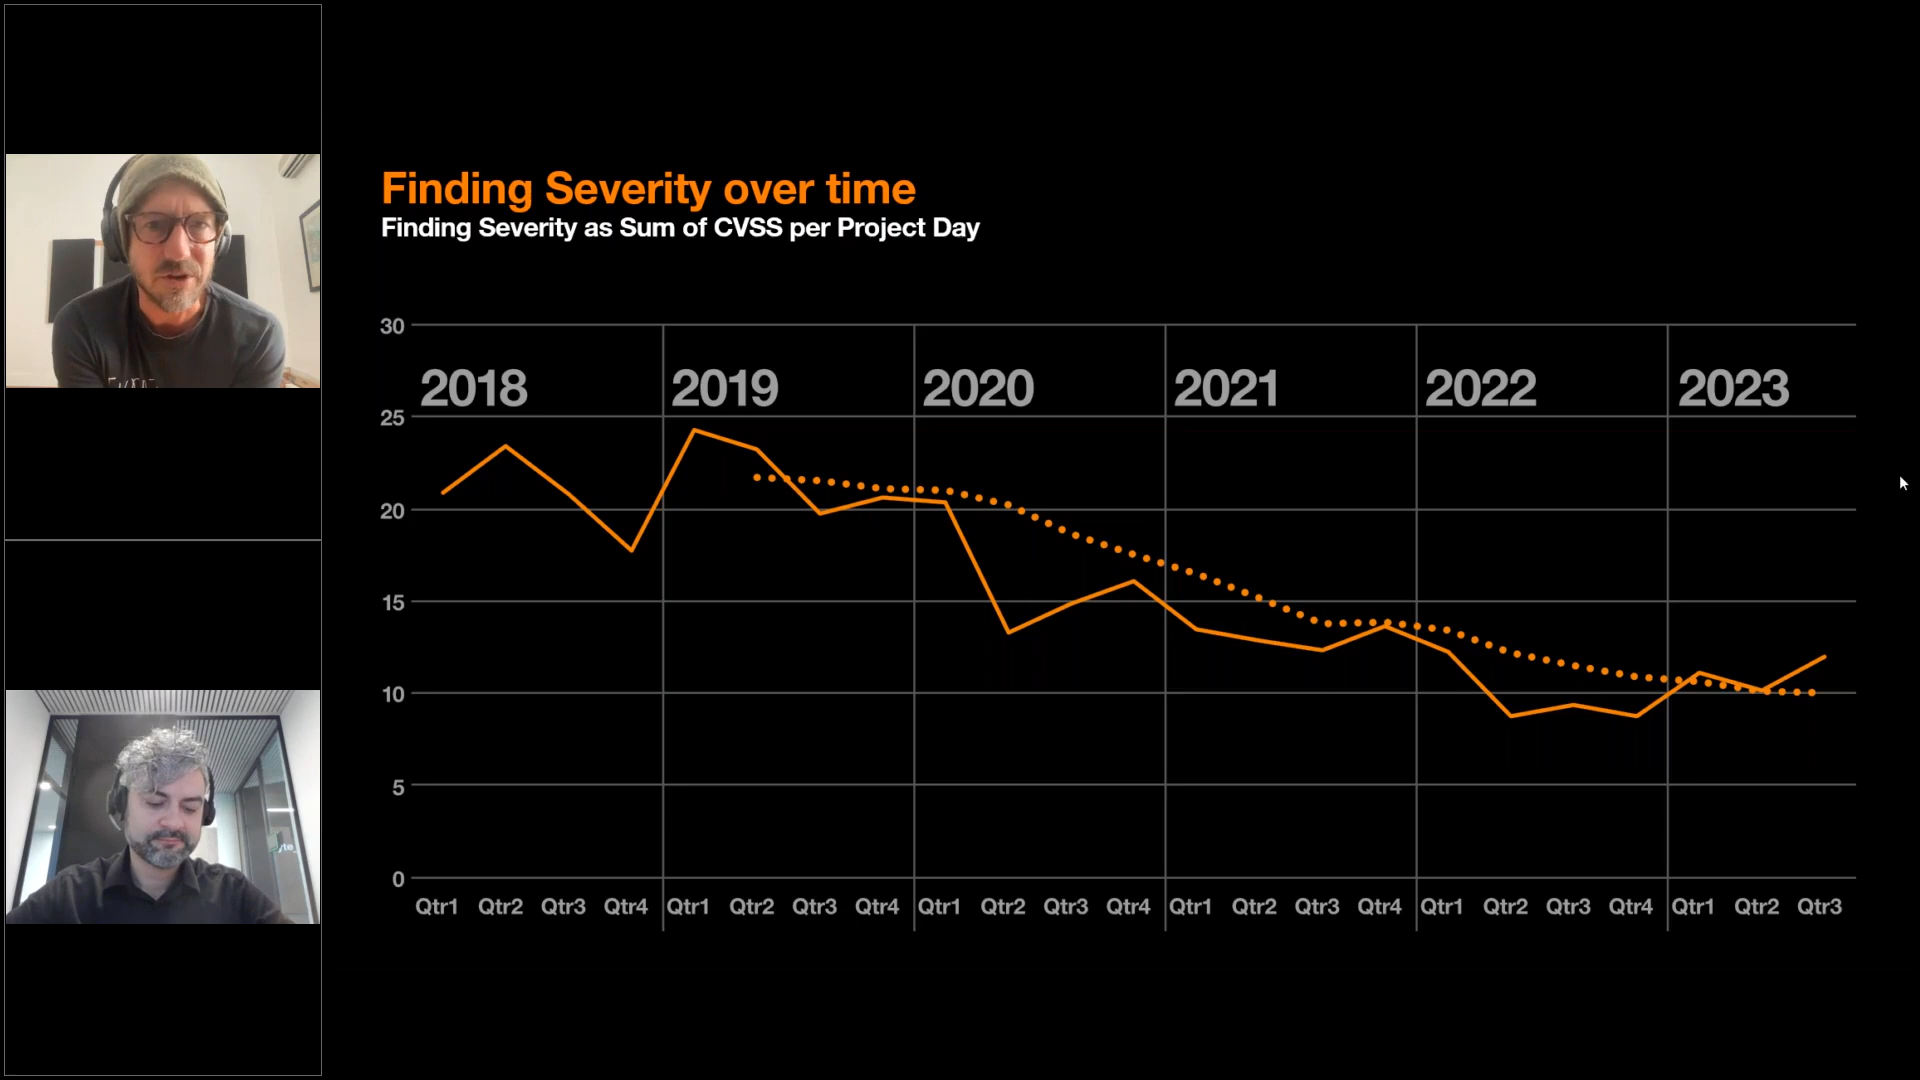 Finding Severity over time
Finding Severity as Sum of CVSS per Project Day
30
2018 2019 2020 2021 2022 2023
25
20
15
10
5
0
Qtr1 Qtr2 Qtr3 Qtr4 Qtr1 Qtr2 Qtr3 Qtr4 Qtr1 Qtr2 Qtr3 Qtr4 Qtr1 Qtr2 Qtr3 Qtr4 Qtr1 Qtr2 Qtr3 Qtr4 Qtr1 Qtr2 Qtr3